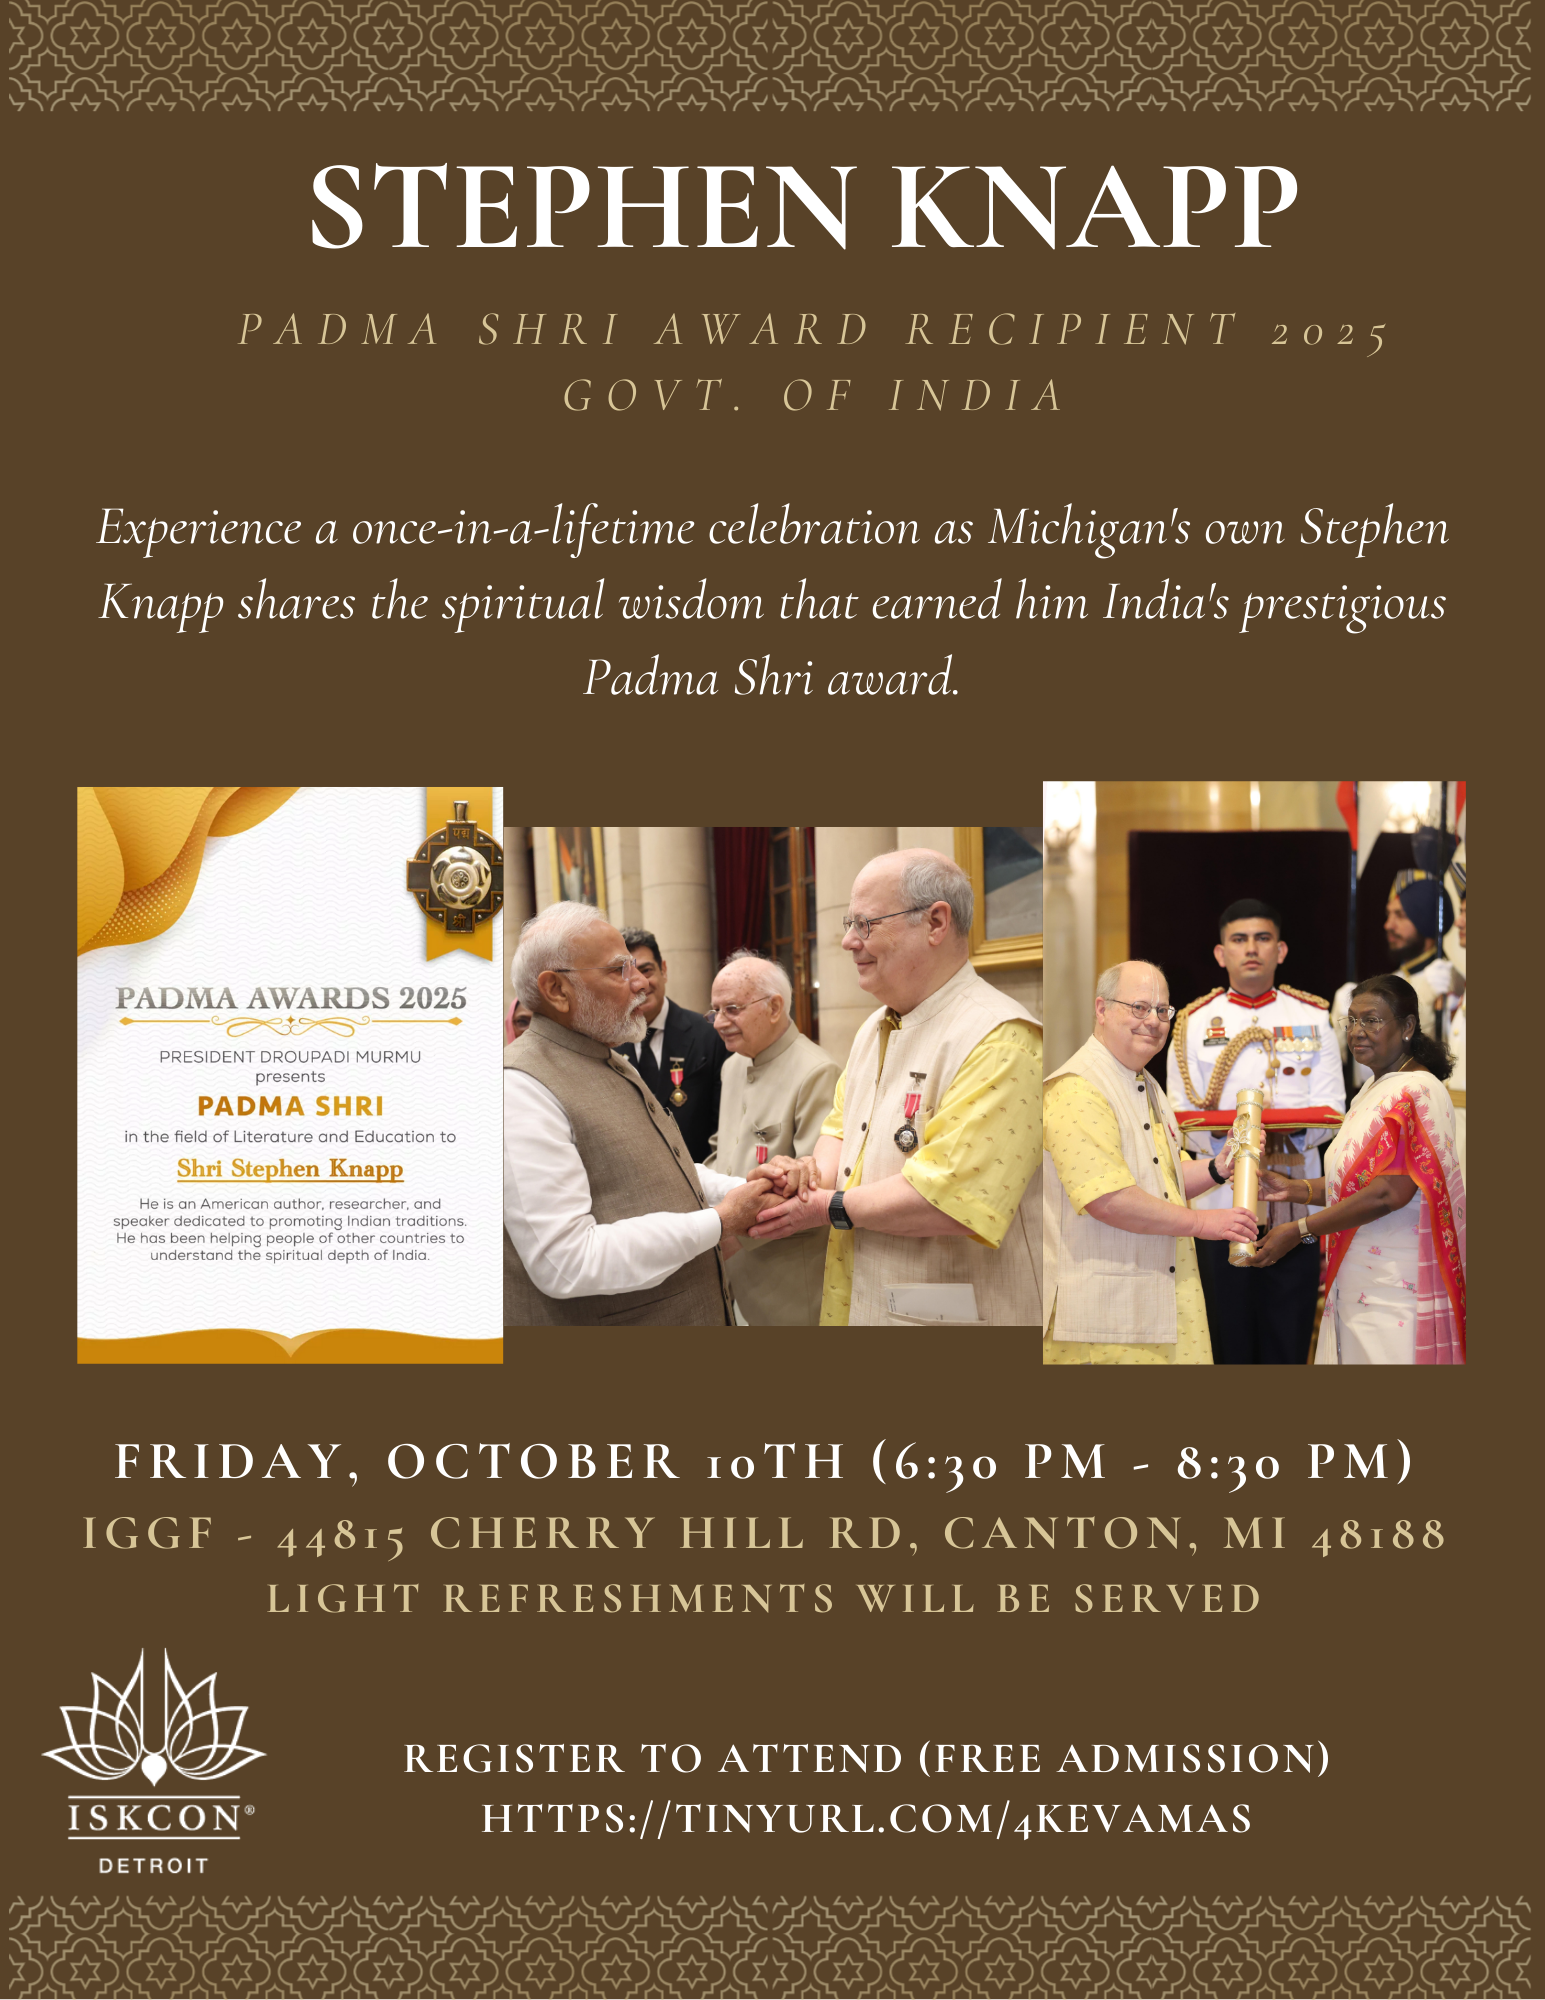 STEPHEN KNAPP
PADMA SHRI AWARD RECIPIENT 2025
GOVT. OF INDIA
Experience a once-in-a-lifetime celebration as Michigan's own Stephen
Knapp shares the spiritual wisdom that earned him India's prestigious
Padma Shri award.
पद्म
श्री
PADMA AWARDS 2025
PRESIDENT DROUPADI MURMU
presents
PADMA SHRI
in the field of Literature and Education to
Shri Stephen Knapp
He is an American author, researcher, and
speaker dedicated to promoting Indian traditions.
He has been helping people of other countries to
understand the spiritual depth of India.
FRIDAY, OCTOBER 10TH (6:30 PM - 8:30 PM)
IGGF - 44815 CHERRY HILL RD, CANTON, MI 48188
LIGHT REFRESHMENTS WILL BE SERVED
REGISTER TO ATTEND (FREE ADMISSION)
HTTPS://TINYURL.COM/4KEVAMAS
ISKCON®
DETROIT